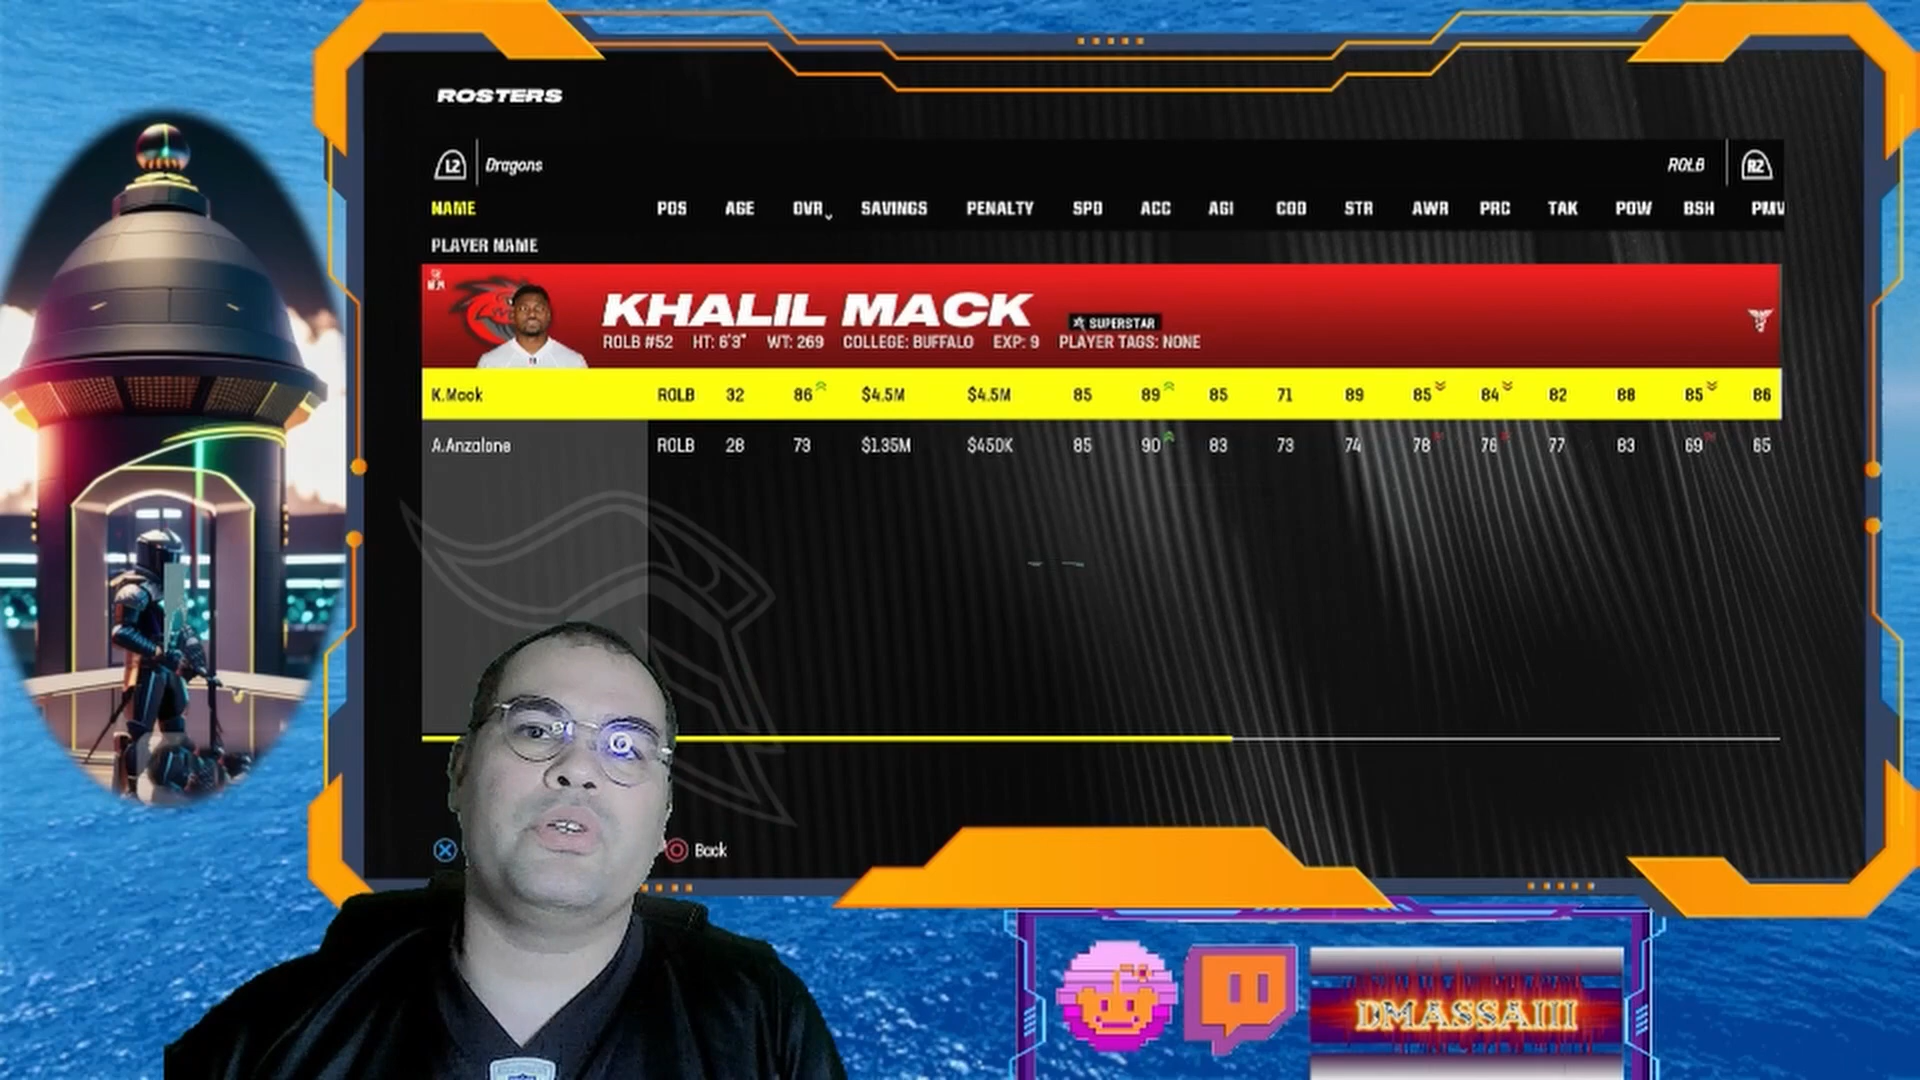 ROSTERS
L2 Dragons ROLB R2
NAME POS AGE OVR SAVINGS PENALTY SPD ACC AGI COD STR AWR PRC TAK POW BSH PMV
PLAYER NAME
KHALIL MACK SUPERSTAR
ROLB #52 HT: 6'3" WT: 269 COLLEGE: BUFFALO EXP: 9 PLAYER TAGS: NONE
K.Mack ROLB 32 86 $4.5M $4.5M 85 89 85 71 89 85 84 82 88 85 86
A.Anzalone ROLB 28 73 $1.35M $450K 85 90 83 73 74 78 76 77 83 69 65
Back
DMASSAIII